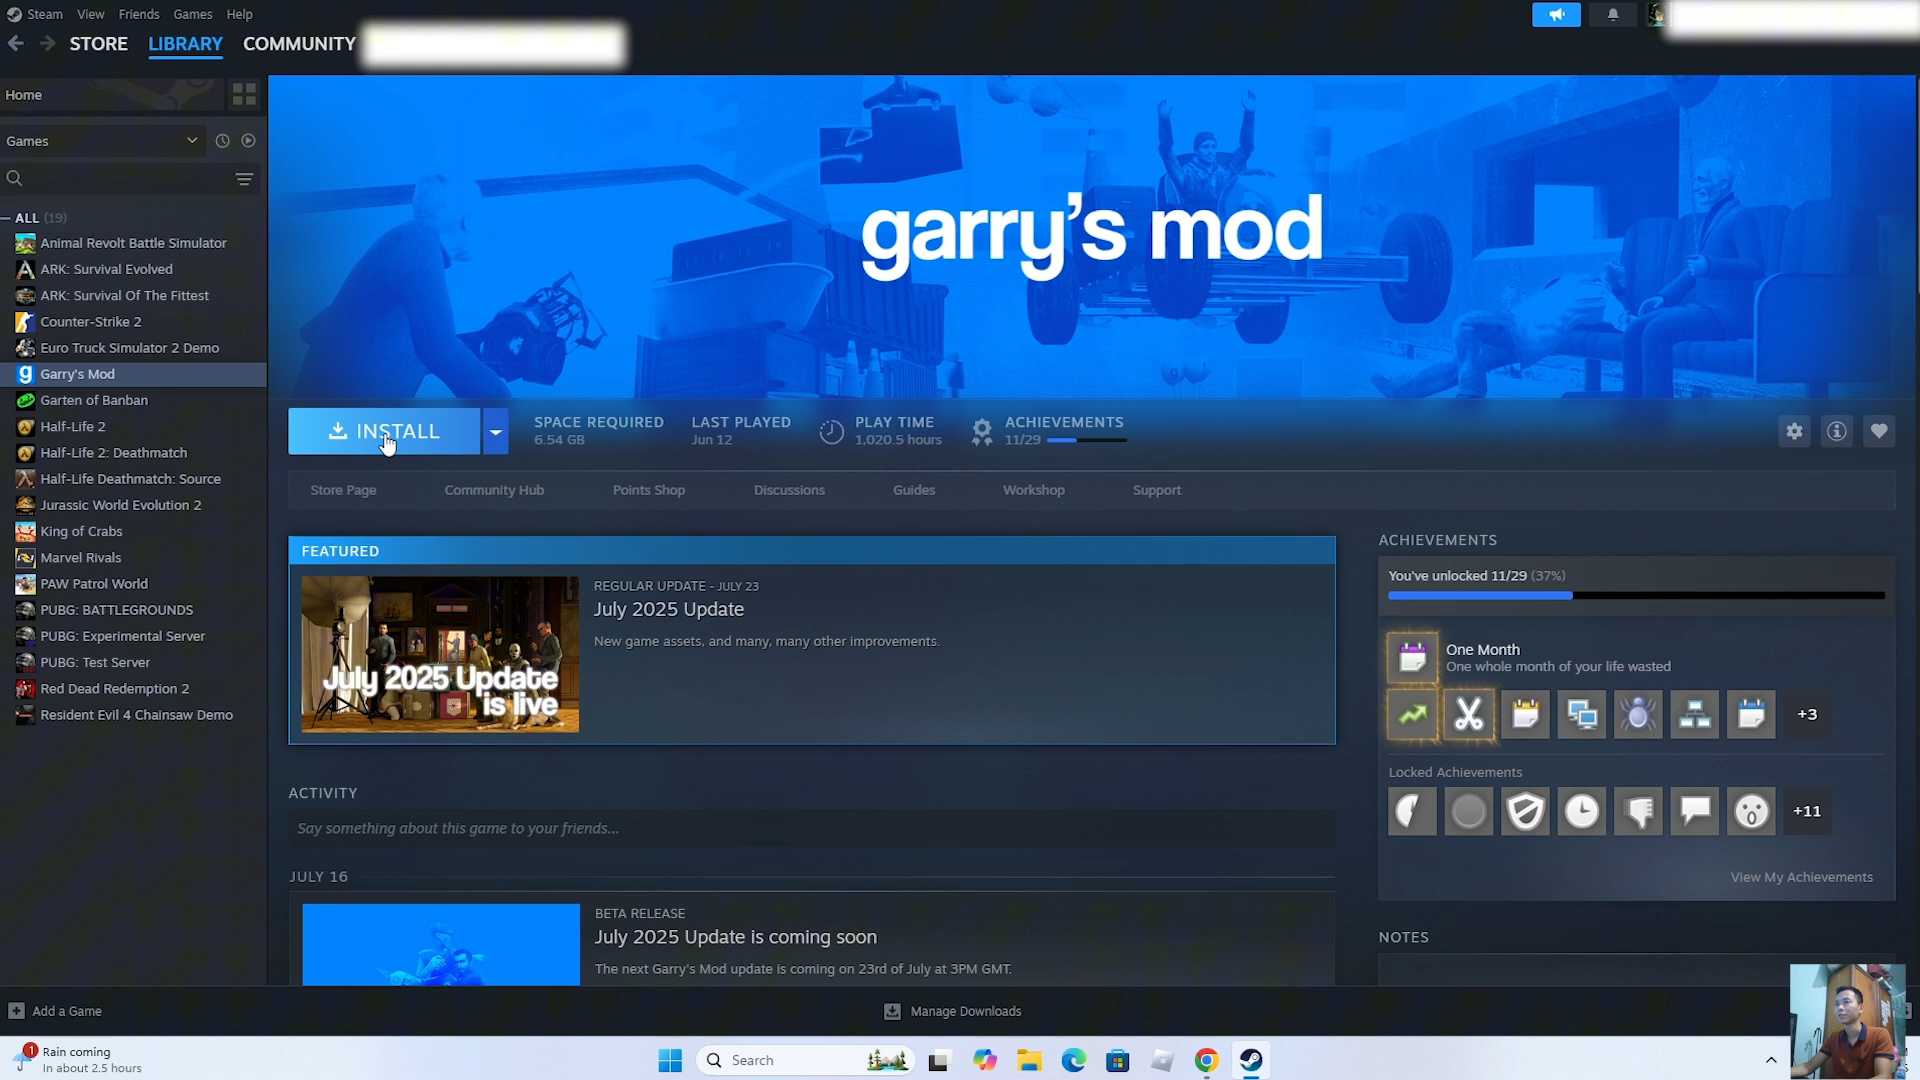 Steam View Friends Games Help
STORE LIBRARY COMMUNITY
Home
Games
ALL (19)
Animal Revolt Battle Simulator
ARK: Survival Evolved
ARK: Survival Of The Fittest
Counter-Strike 2
Euro Truck Simulator 2 Demo
Garry's Mod
Garten of Banban
Half-Life 2
Half-Life 2: Deathmatch
Half-Life Deathmatch: Source
Jurassic World Evolution 2
King of Crabs
Marvel Rivals
PAW Patrol World
PUBG: BATTLEGROUNDS
PUBG: Experimental Server
PUBG: Test Server
Red Dead Redemption 2
Resident Evil 4 Chainsaw Demo
garry's mod
INSTALL
SPACE REQUIRED
6.54 GB
LAST PLAYED
Jun 12
PLAY TIME
1,020.5 hours
ACHIEVEMENTS
11/29
Store Page Community Hub Points Shop Discussions Guides Workshop Support
FEATURED
July 2025 Update
is live
REGULAR UPDATE - JULY 23
July 2025 Update
New game assets, and many, many other improvements.
ACTIVITY
Say something about this game to your friends...
JULY 16
BETA RELEASE
July 2025 Update is coming soon
The next Garry's Mod update is coming on 23rd of July at 3PM GMT.
ACHIEVEMENTS
You've unlocked 11/29 (37%)
One Month
One whole month of your life wasted
+3
Locked Achievements
+11
View My Achievements
NOTES
Add a Game
Manage Downloads
1
Rain coming
In about 2.5 hours
Search